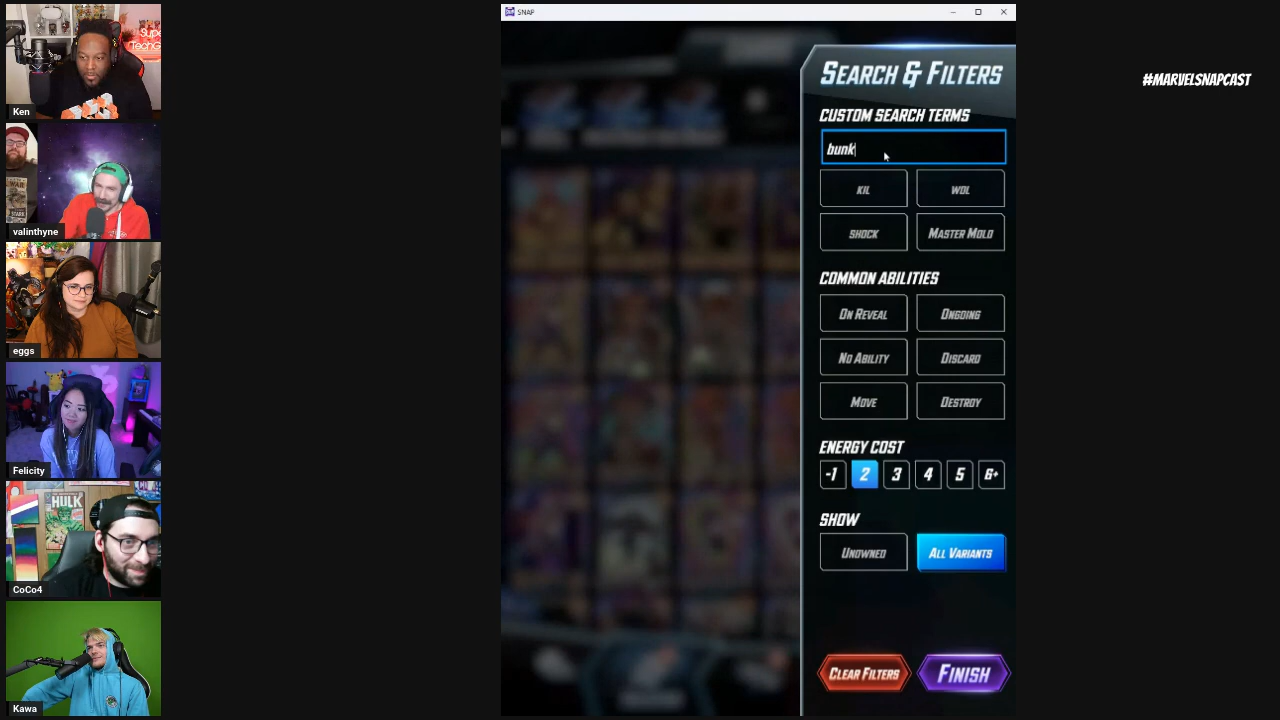 SNAP
SEARCH & FILTERS
CUSTOM SEARCH TERMS
bunk
KIL
WOL
SHOCK
MASTER MOLD
COMMON ABILITIES
ON REVEAL
ONGOING
NO ABILITY
DISCARD
MOVE
DESTROY
ENERGY COST
-1 2 3 4 5 6+
SHOW
UNOWNED
ALL VARIANTS
CLEAR FILTERS
FINISH
#MARVELSNAPCAST
Ken
valinthyne
eggs
Felicity
HULK
CoCo4
Kawa